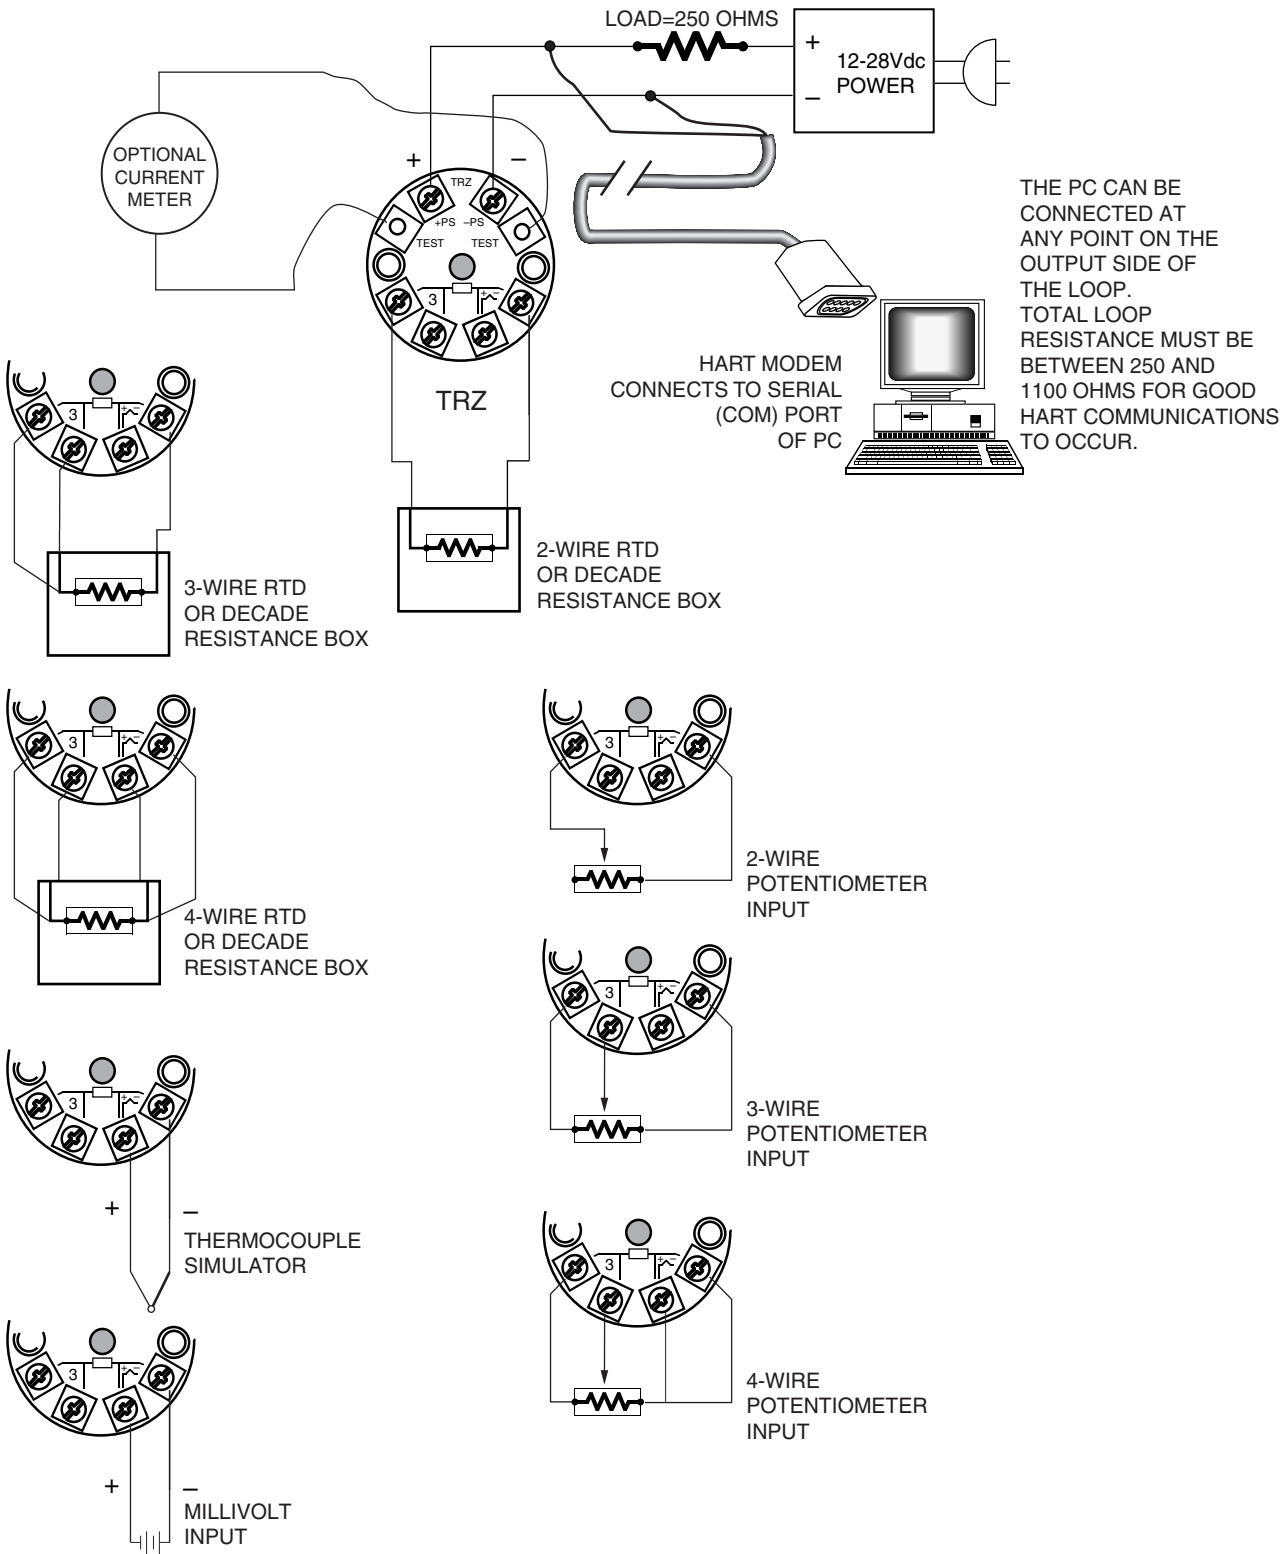 LOAD=250 OHMS
+
12-28Vdc
POWER
–
OPTIONAL
CURRENT
METER
+
–
TRZ
+PS –PS
TEST TEST
3
+ –
TRZ
THE PC CAN BE
CONNECTED AT
ANY POINT ON THE
OUTPUT SIDE OF
THE LOOP.
TOTAL LOOP
RESISTANCE MUST BE
BETWEEN 250 AND
1100 OHMS FOR GOOD
HART COMMUNICATIONS
TO OCCUR.
HART MODEM
CONNECTS TO SERIAL
(COM) PORT
OF PC
2-WIRE RTD
OR DECADE
RESISTANCE BOX
3
+ –
3-WIRE RTD
OR DECADE
RESISTANCE BOX
3
+ –
4-WIRE RTD
OR DECADE
RESISTANCE BOX
3
+ –
+
–
THERMOCOUPLE
SIMULATOR
3
+ –
+
–
MILLIVOLT
INPUT
3
+ –
2-WIRE
POTENTIOMETER
INPUT
3
+ –
3-WIRE
POTENTIOMETER
INPUT
3
+ –
4-WIRE
POTENTIOMETER
INPUT